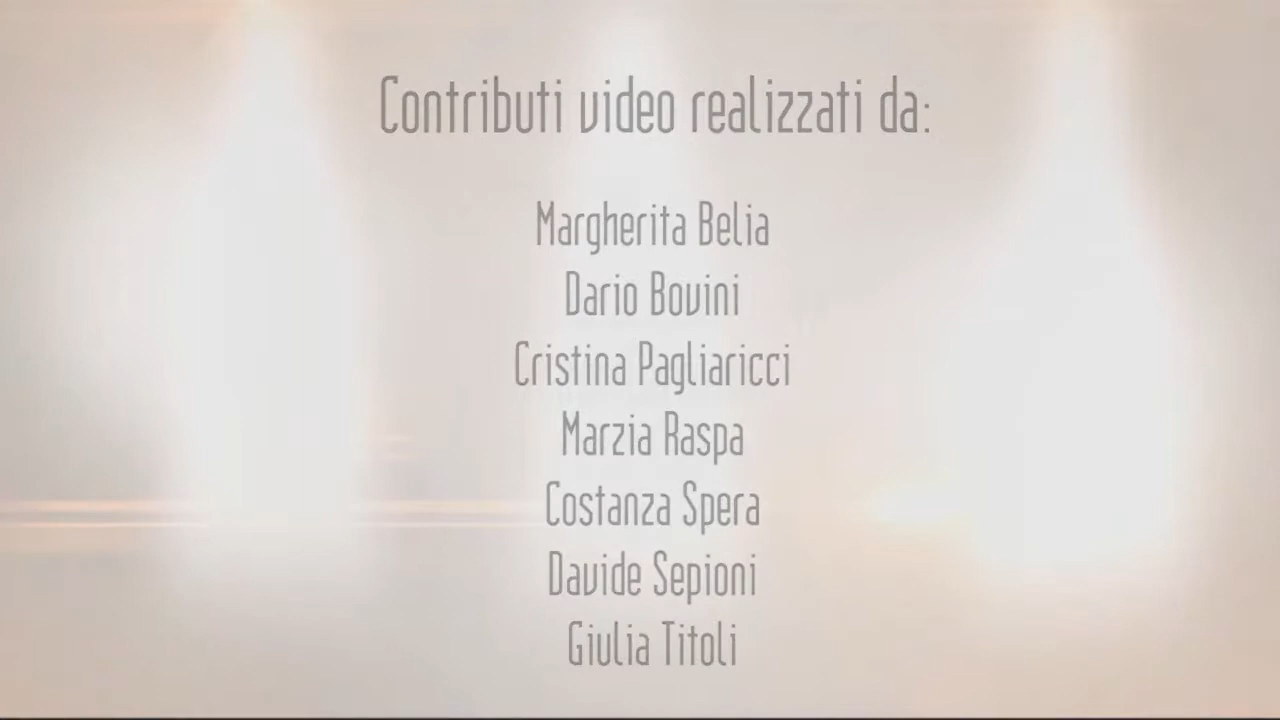 Contributi video realizzati da:
Margherita Belia
Dario Bovini
Cristina Pagliaricci
Marzia Raspa
Costanza Spera
Davide Sepioni
Giulia Titoli